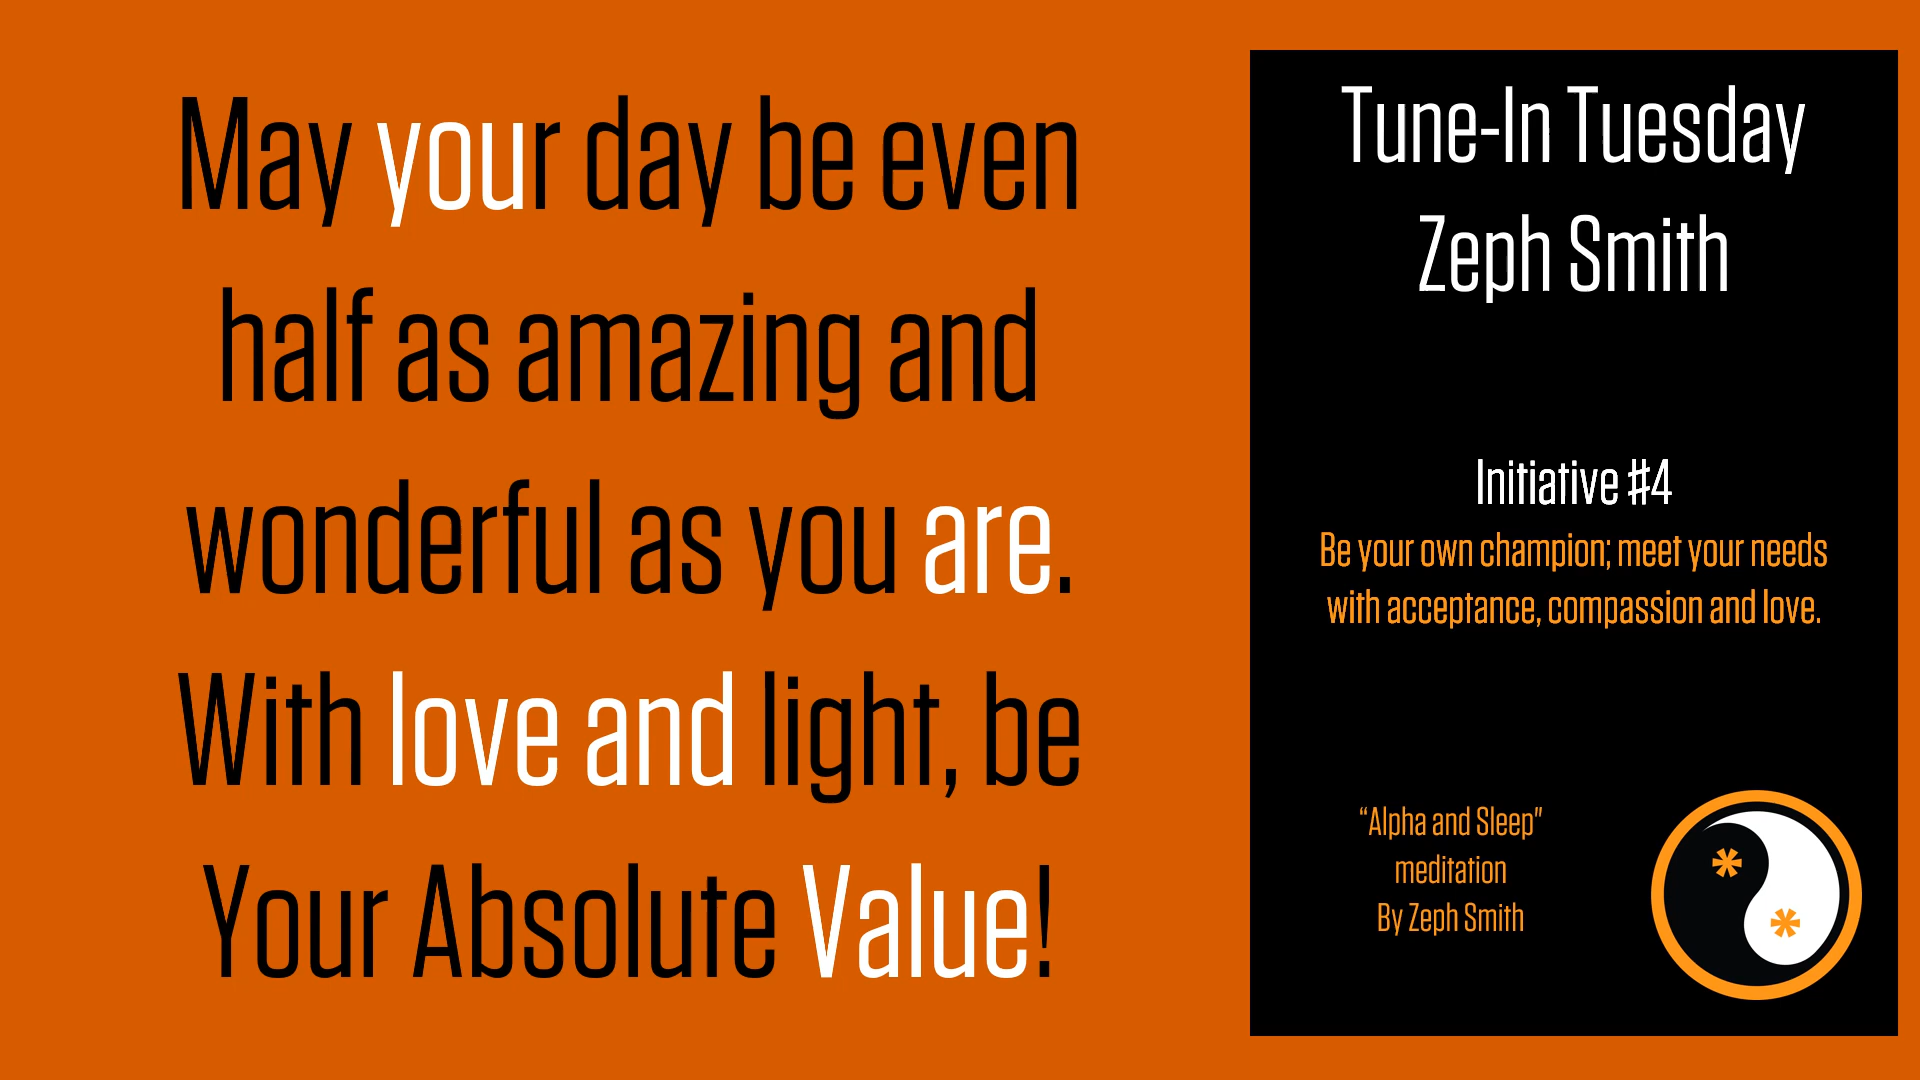 May your day be even
half as amazing and
wonderful as you are.
With love and light, be
Your Absolute Value!
Tune-In Tuesday
Zeph Smith
Initiative #4
Be your own champion; meet your needs
with acceptance, compassion and love.
“Alpha and Sleep”
meditation
By Zeph Smith